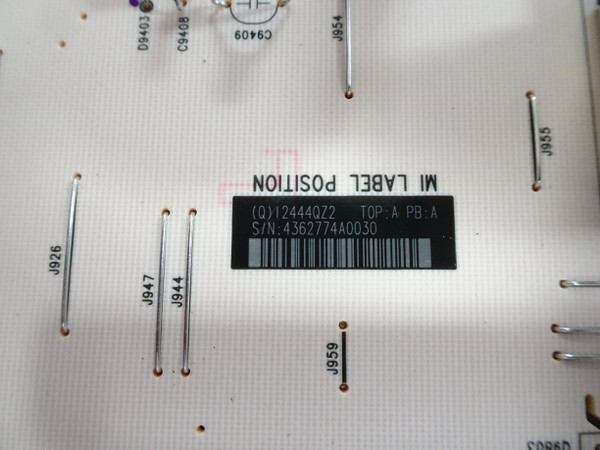 D9403
C9408
C9409
J954
J955
MI LABEL POSITION
(Q)12444QZ2 TOP:A PB:A
S/N:4362774A0030
J926
J947
J944
J959